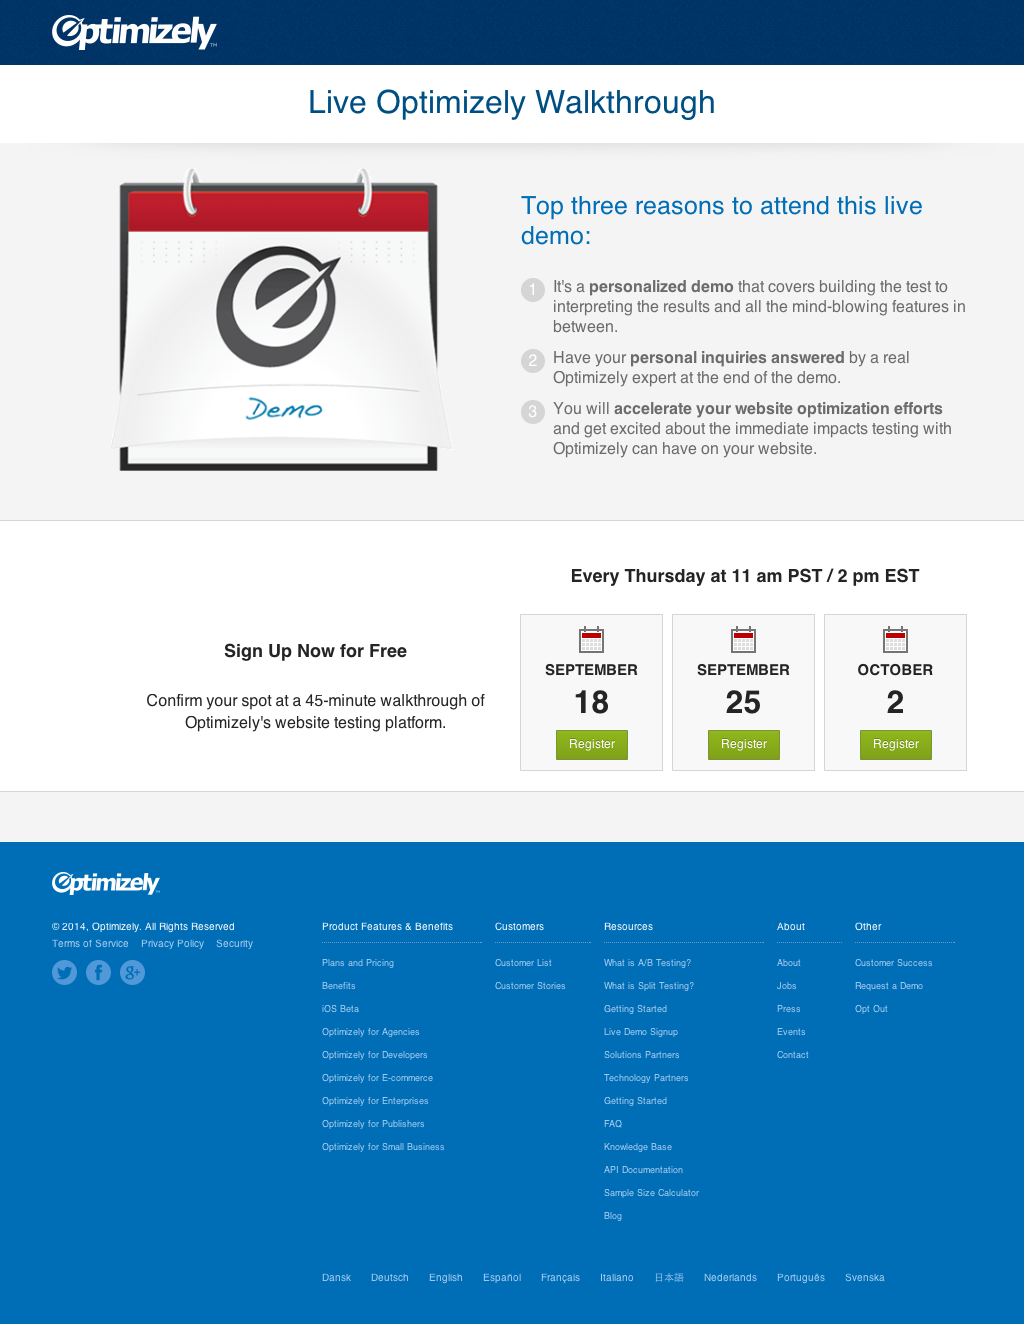 Optimizely™
Live Optimizely Walkthrough
Demo
Top three reasons to attend this live
demo:
1 It's a personalized demo that covers building the test to
interpreting the results and all the mind-blowing features in
between.
2 Have your personal inquiries answered by a real
Optimizely expert at the end of the demo.
3 You will accelerate your website optimization efforts
and get excited about the immediate impacts testing with
Optimizely can have on your website.
Sign Up Now for Free
Confirm your spot at a 45-minute walkthrough of
Optimizely's website testing platform.
Every Thursday at 11 am PST / 2 pm EST
SEPTEMBER
18
Register
SEPTEMBER
25
Register
OCTOBER
2
Register
Optimizely
© 2014, Optimizely. All Rights Reserved
Terms of Service Privacy Policy Security
Product Features & Benefits
Plans and Pricing
Benefits
iOS Beta
Optimizely for Agencies
Optimizely for Developers
Optimizely for E-commerce
Optimizely for Enterprises
Optimizely for Publishers
Optimizely for Small Business
Customers
Customer List
Customer Stories
Resources
What is A/B Testing?
What is Split Testing?
Getting Started
Live Demo Signup
Solutions Partners
Technology Partners
Getting Started
FAQ
Knowledge Base
API Documentation
Sample Size Calculator
Blog
About
About
Jobs
Press
Events
Contact
Other
Customer Success
Request a Demo
Opt Out
Dansk Deutsch English Español Français Italiano 日本語 Nederlands Português Svenska